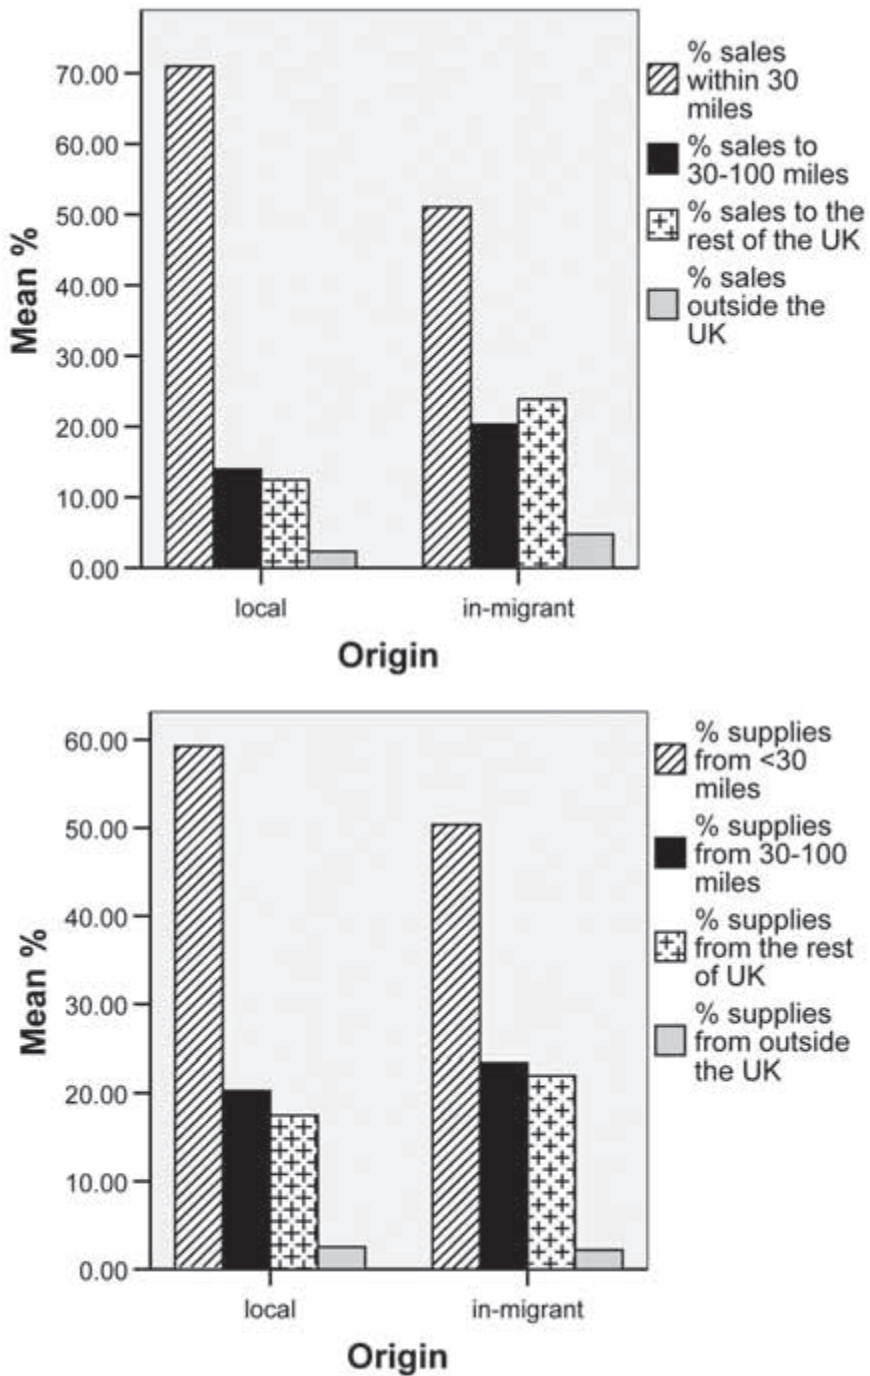 70.00
60.00
50.00
40.00
30.00
20.00
10.00
0.00
Mean %
local
in-migrant
Origin
% sales
within 30
miles
% sales to
30-100 miles
% sales to the
rest of the UK
% sales
outside the
UK
60.00
50.00
40.00
30.00
20.00
10.00
0.00
Mean %
local
in-migrant
Origin
% supplies
from <30
miles
% supplies
from 30-100
miles
% supplies
from the rest
of UK
% supplies
from outside
the UK